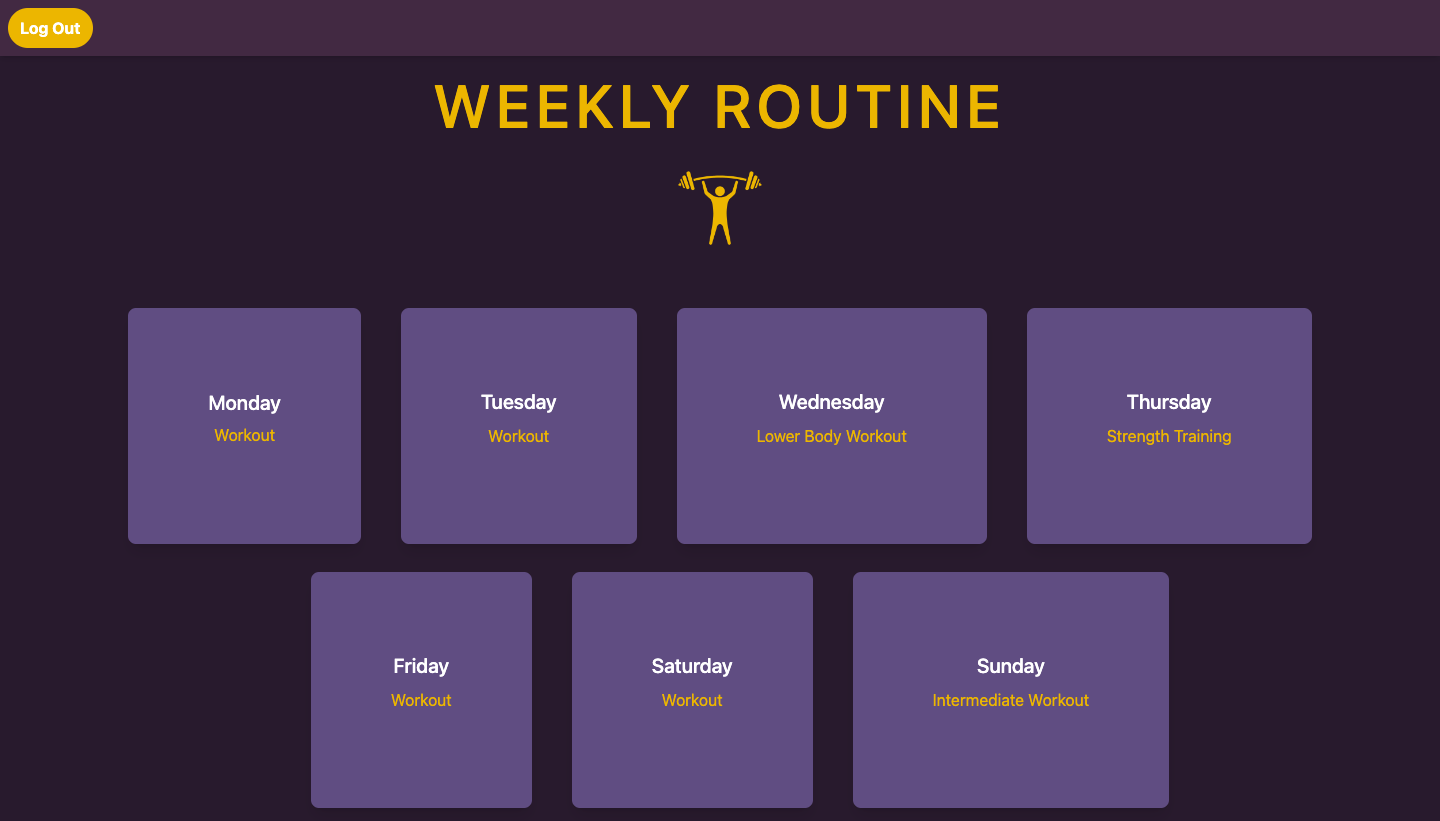 Log Out
WEEKLY ROUTINE
Monday
Workout
Tuesday
Workout
Wednesday
Lower Body Workout
Thursday
Strength Training
Friday
Workout
Saturday
Workout
Sunday
Intermediate Workout